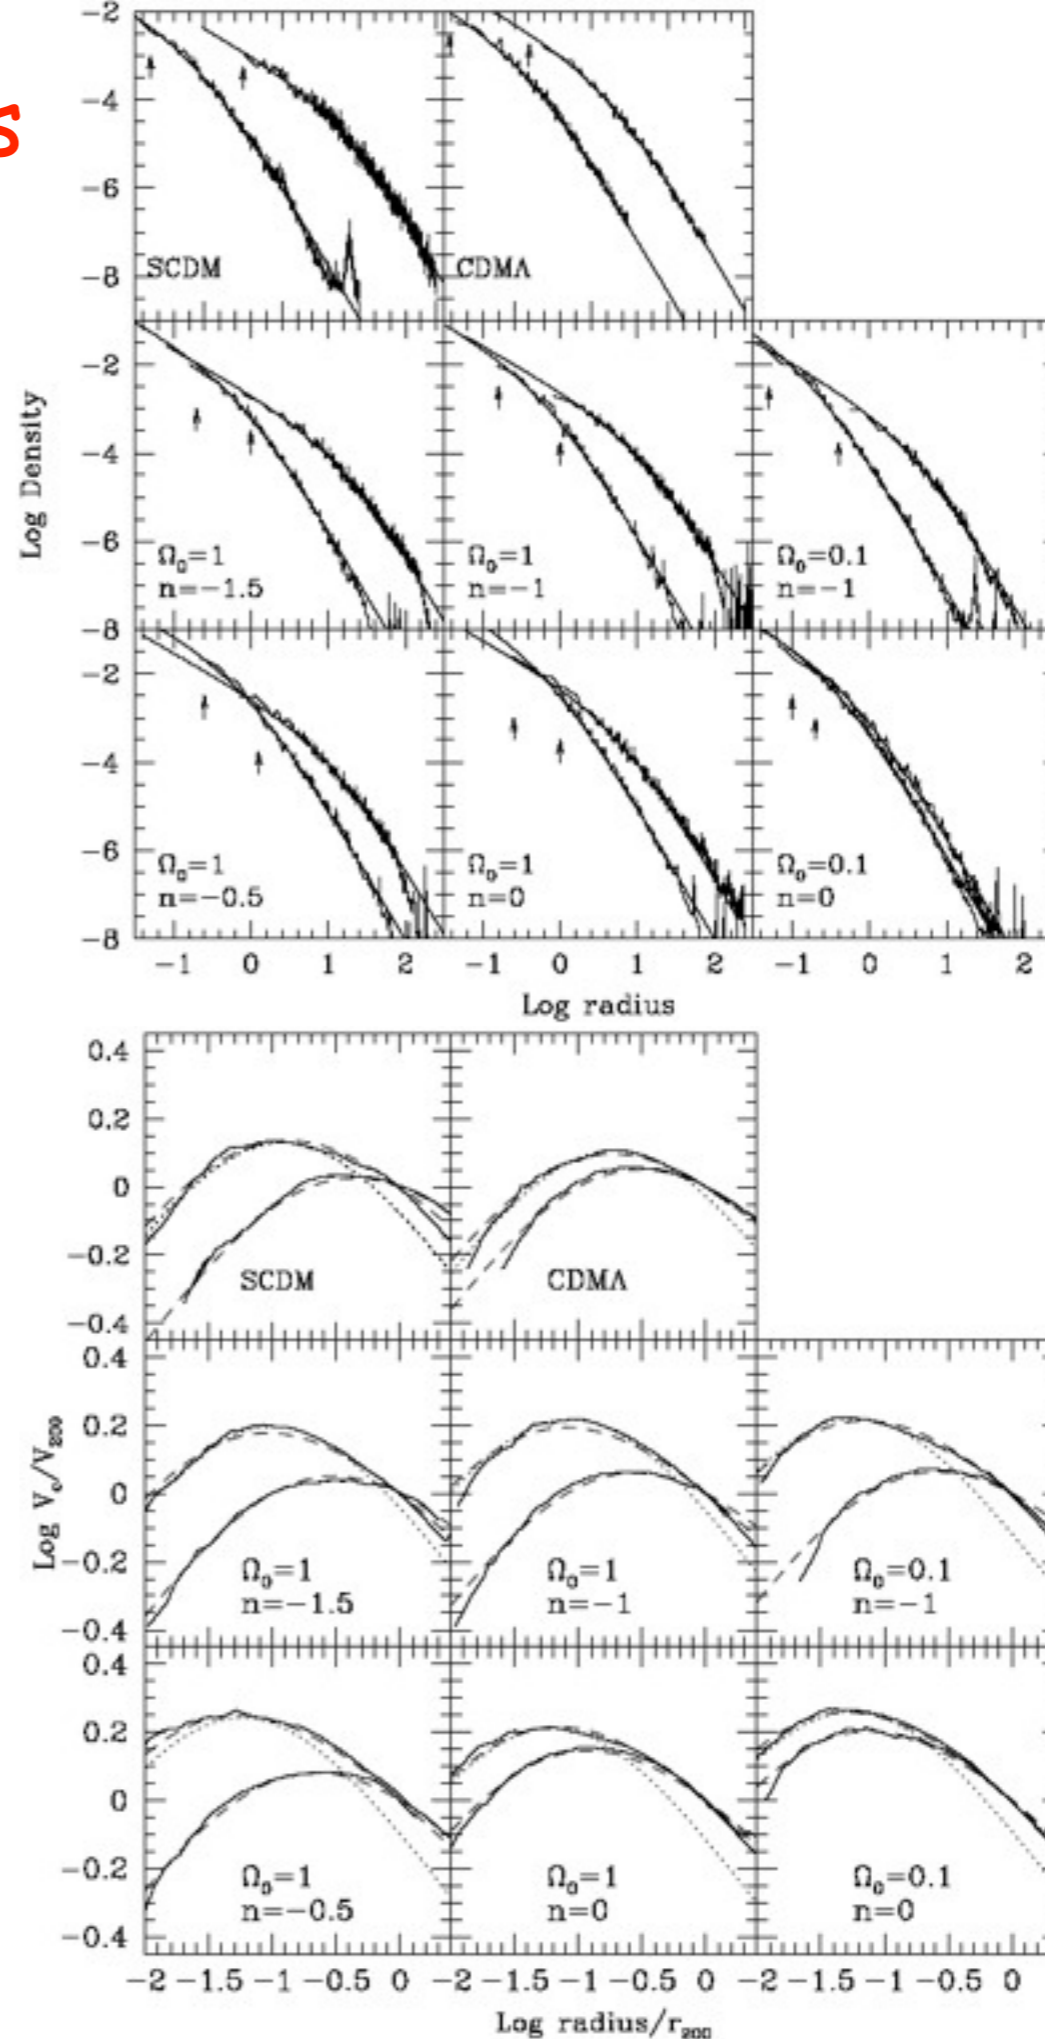 s
-2
-4
-6
-8
SCDM
CDMΛ
Log Density
-2
-4
-6
-8
Ω₀=1
n=-1.5
Ω₀=1
n=-1
Ω₀=0.1
n=-1
-2
-4
-6
-8
Ω₀=1
n=-0.5
Ω₀=1
n=0
Ω₀=0.1
n=0
-1 0 1 2 -1 0 1 2 -1 0 1 2
Log radius
0.4
0.2
0
-0.2
-0.4
SCDM
CDMΛ
Log V_c/V₂₀₀
0.4
0.2
0
-0.2
-0.4
Ω₀=1
n=-1.5
Ω₀=1
n=-1
Ω₀=0.1
n=-1
0.4
0.2
0
-0.2
-0.4
Ω₀=1
n=-0.5
Ω₀=1
n=0
Ω₀=0.1
n=0
-2 -1.5 -1 -0.5 0 -2 -1.5 -1 -0.5 0 -2 -1.5 -1 -0.5 0
Log radius/r₂₀₀